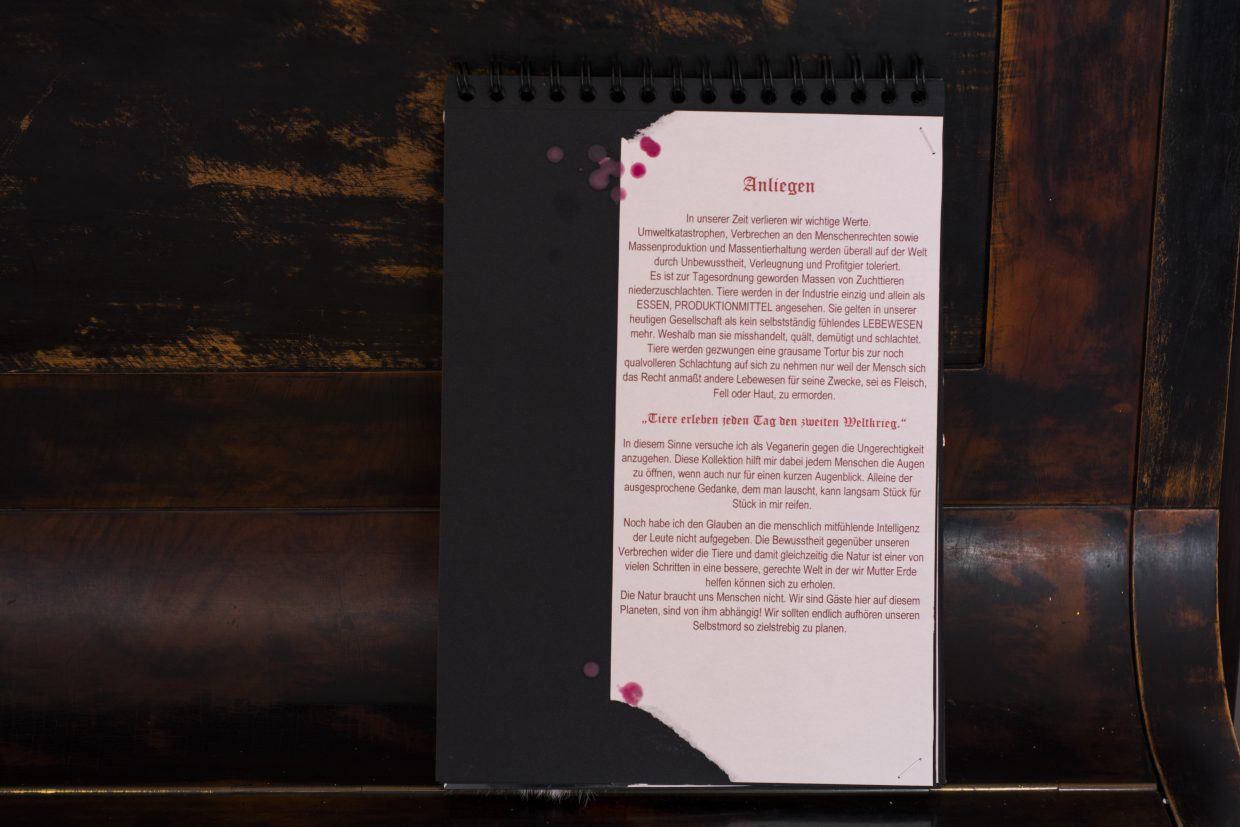 Anliegen
In unserer Zeit verlieren wir wichtige Werte.
Umweltkatastrophen, Verbrechen an den Menschenrechten sowie
Massenproduktion und Massentierhaltung werden überall auf der Welt
durch Unbewusstheit, Verleugnung und Profitgier toleriert.
Es ist zur Tagesordnung geworden Massen von Zuchttieren
niederzuschlachten. Tiere werden in der Industrie einzig und allein als
ESSEN, PRODUKTIONMITTEL angesehen. Sie gelten in unserer
heutigen Gesellschaft als kein selbstständig fühlendes LEBEWESEN
mehr. Weshalb man sie misshandelt, quält, demütigt und schlachtet.
Tiere werden gezwungen eine grausame Tortur bis zur noch
qualvolleren Schlachtung auf sich zu nehmen nur weil der Mensch sich
das Recht anmaßt andere Lebewesen für seine Zwecke, sei es Fleisch,
Fell oder Haut, zu ermorden.
„Tiere erleben jeden Tag den zweiten Weltkrieg.“
In diesem Sinne versuche ich als Veganerin gegen die Ungerechtigkeit
anzugehen. Diese Kollektion hilft mir dabei jedem Menschen die Augen
zu öffnen, wenn auch nur für einen kurzen Augenblick. Alleine der
ausgesprochene Gedanke, dem man lauscht, kann langsam Stück für
Stück in mir reifen.
Noch habe ich den Glauben an die menschlich mitfühlende Intelligenz
der Leute nicht aufgegeben. Die Bewusstheit gegenüber unseren
Verbrechen wider die Tiere und damit gleichzeitig die Natur ist einer von
vielen Schritten in eine bessere, gerechte Welt in der wir Mutter Erde
helfen können sich zu erholen.
Die Natur braucht uns Menschen nicht. Wir sind Gäste hier auf diesem
Planeten, sind von ihm abhängig! Wir sollten endlich aufhören unseren
Selbstmord so zielstrebig zu planen.